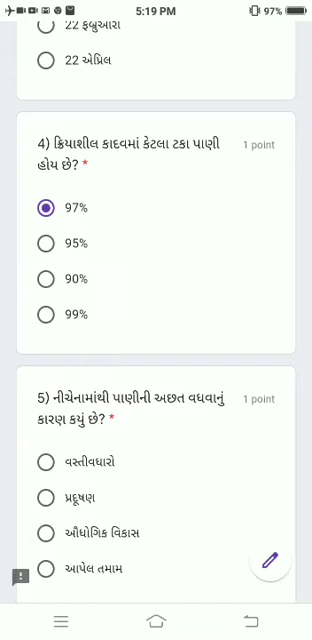 5:19 PM
97%
22 ફેબ્રુઆરી
22 એપ્રિલ
4) ક્રિયાશીલ કાદવમાં કેટલા ટકા પાણી
હોય છે? *
1 point
97%
95%
90%
99%
5) નીચેનામાંથી પાણીની અછત વધવાનું
કારણ કયું છે? *
1 point
વસ્તીવધારો
પ્રદૂષણ
ઔધોગિક વિકાસ
આપેલ તમામ